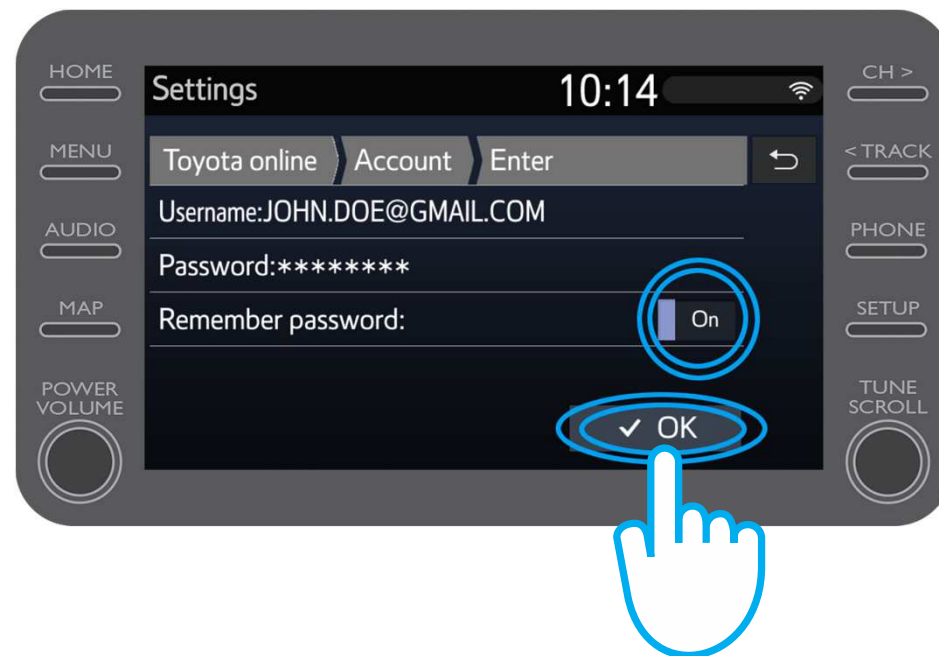 HOME
MENU
AUDIO
MAP
POWER
VOLUME
Settings 10:14
Toyota online Account Enter
Username:JOHN.DOE@GMAIL.COM
Password:********
Remember password: On
✓ OK
CH >
< TRACK
PHONE
SETUP
TUNE
SCROLL